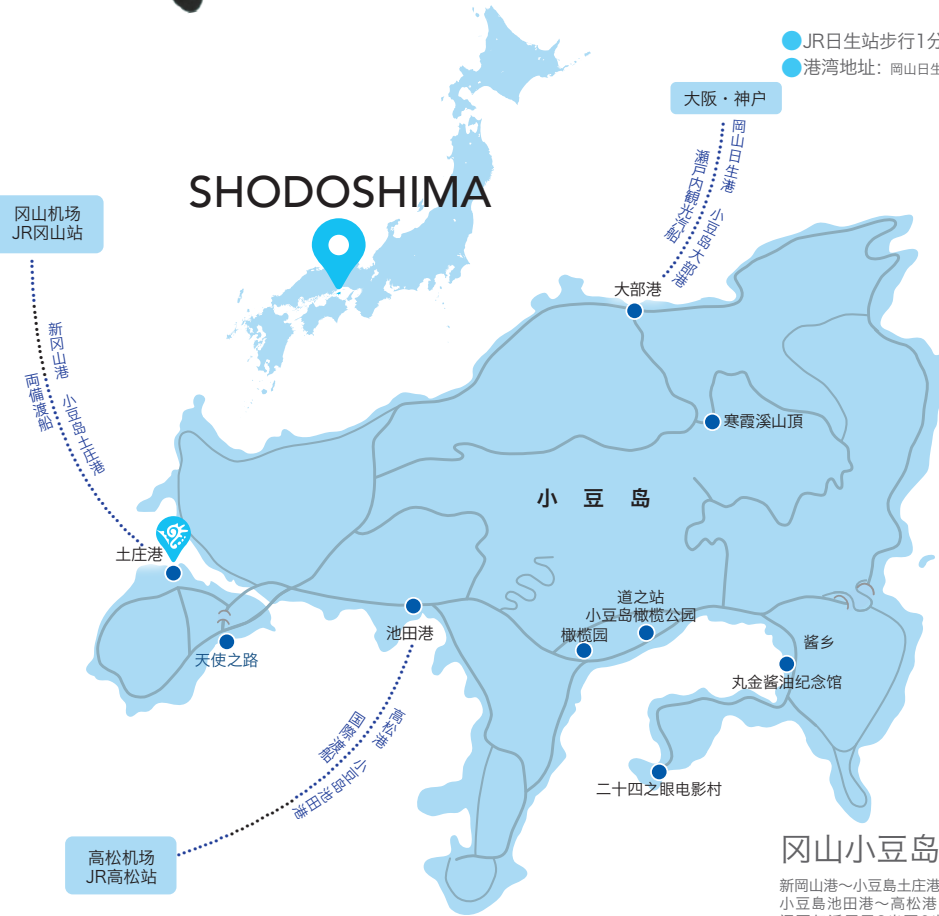 ●JR日生站步行1分
●港湾地址：岡山日生
大阪・神户
岡山日生港 小豆岛大部港
瀬戸内観光汽船
SHODOSHIMA
冈山机场
JR冈山站
大部港
新冈山港 小豆岛土庄港
両備渡船
寒霞溪山頂
小豆岛
土庄港
道之站
小豆岛橄榄公园
橄榄园
池田港
天使之路
酱乡
丸金酱油纪念馆
高松港 小豆岛池田港
国際渡船
二十四之眼电影村
高松机场
JR高松站
冈山小豆岛
新岡山港～小豆島土庄港
小豆島池田港～高松港